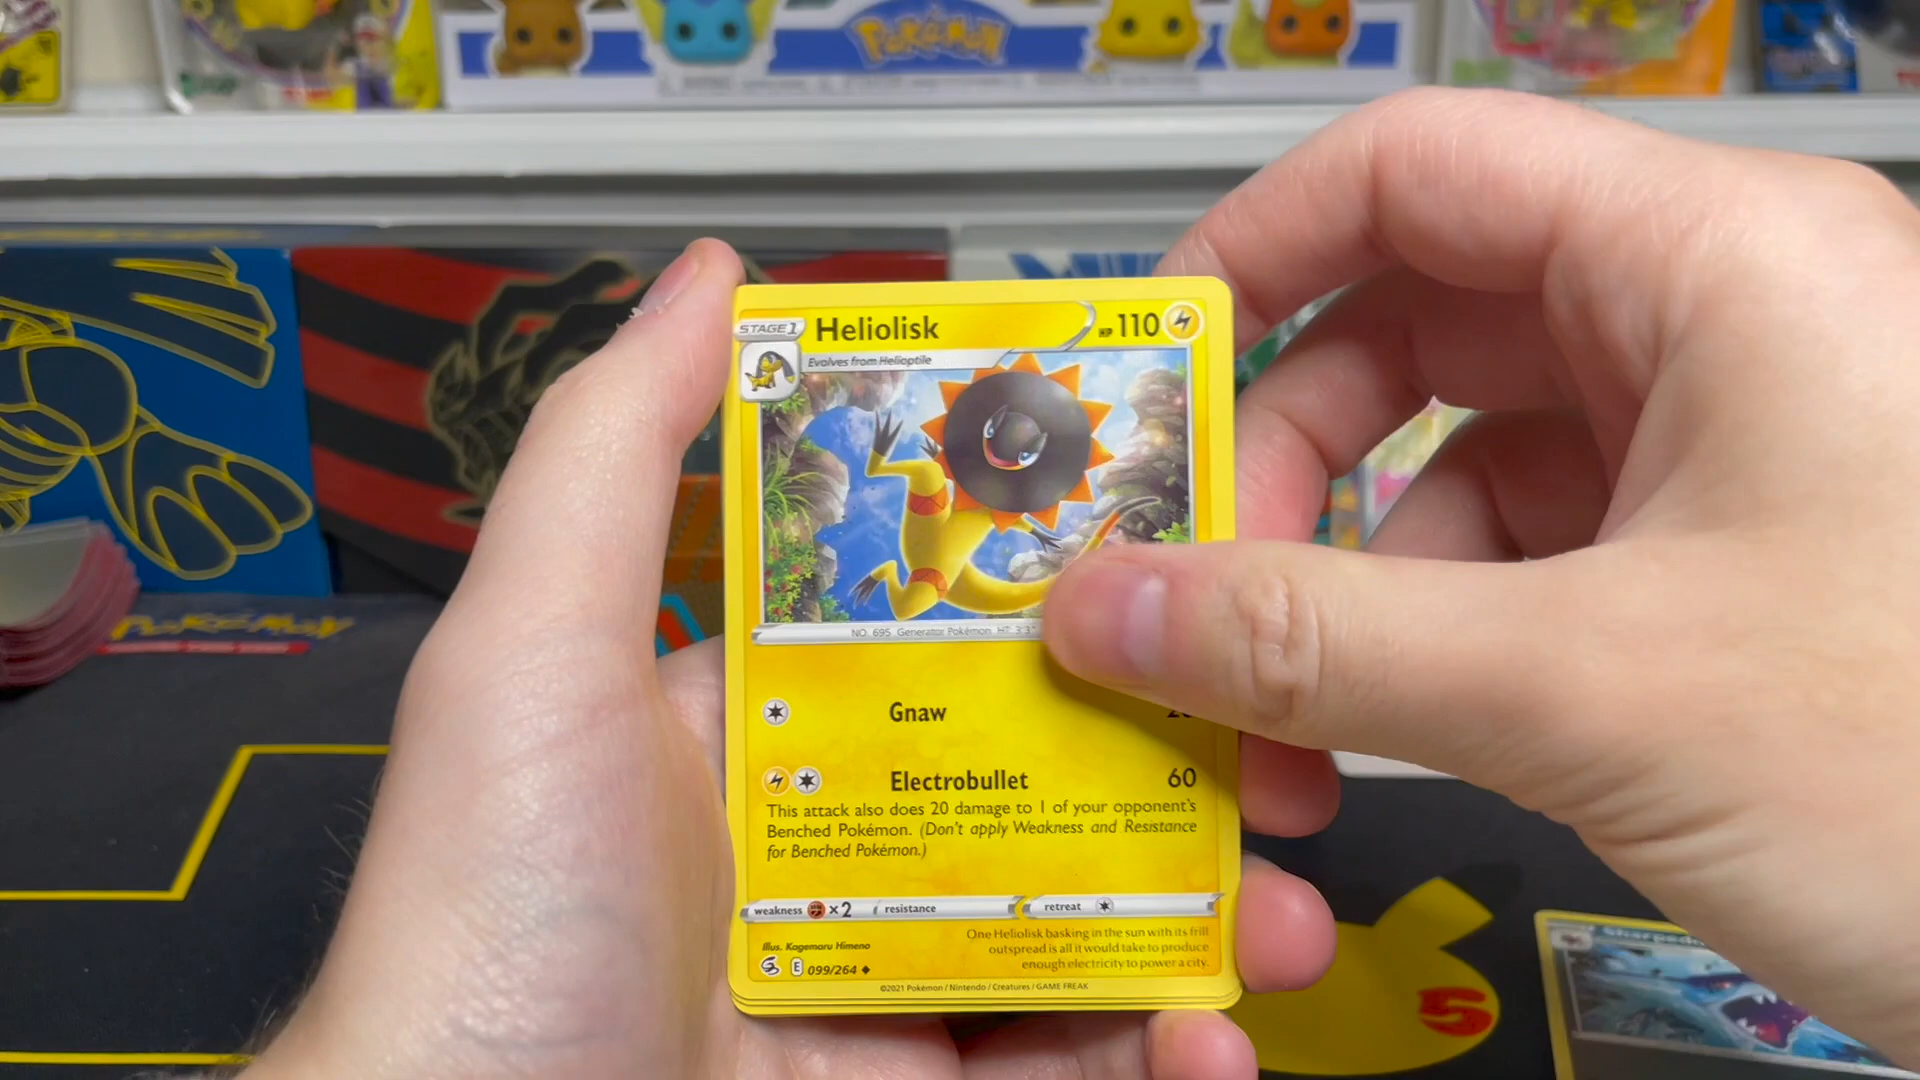 Pokémon
STAGE 1 Heliolisk HP 110
Evolves from Helioptile
NO. 695 Generator Pokémon HT: 3'3"
POKÉMON
Gnaw
Electrobullet 60
This attack also does 20 damage to 1 of your opponent's
Benched Pokémon. (Don't apply Weakness and Resistance
for Benched Pokémon.)
weakness ×2 resistance retreat
Illus. Kagemaru Himeno
One Heliolisk basking in the sun with its frill
outspread is all it would take to produce
enough electricity to power a city.
E 099/264
©2021 Pokémon / Nintendo / Creatures / GAME FREAK
5